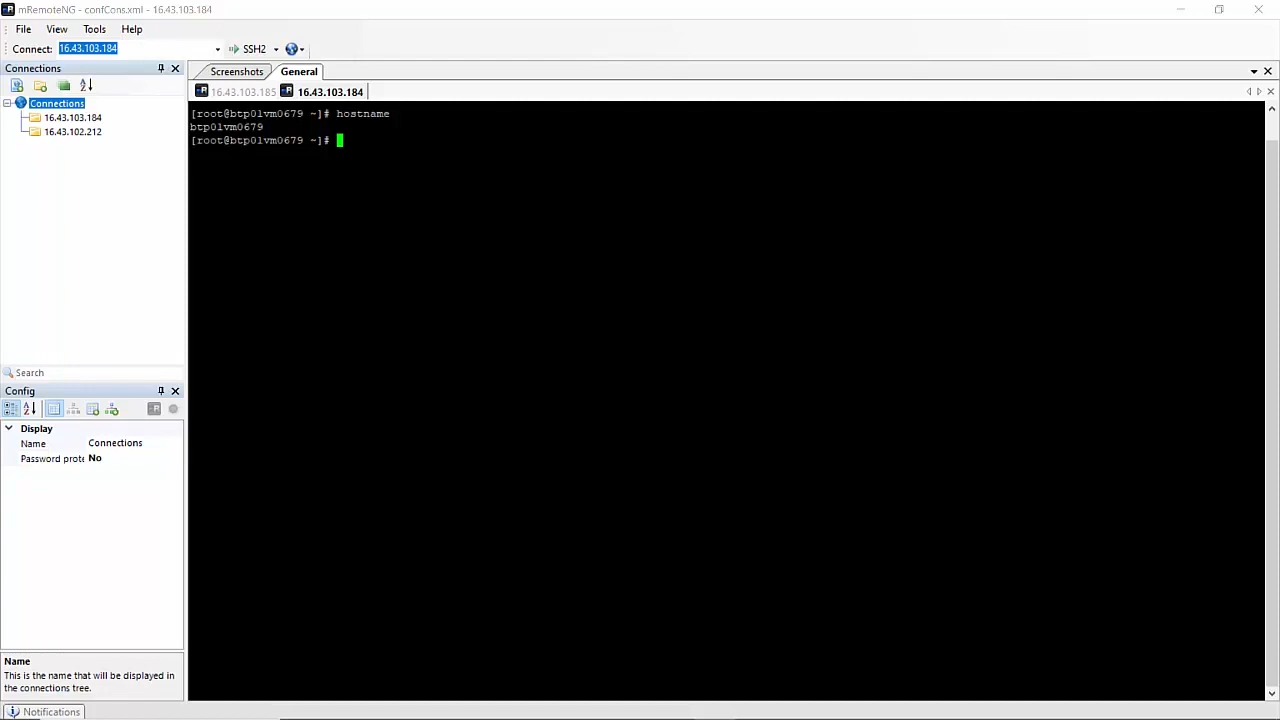 mRemoteNG - confCons.xml - 16.43.103.184
File View Tools Help
Connect: 16.43.103.184 SSH2
Connections
Screenshots General
16.43.103.185 16.43.103.184
Connections
16.43.103.184
16.43.102.212
[root@btp01vm0679 ~]# hostname
btp01vm0679
[root@btp01vm0679 ~]#
Search
Config
Display
Name Connections
Password prote No
Name
This is the name that will be displayed in
the connections tree.
Notifications